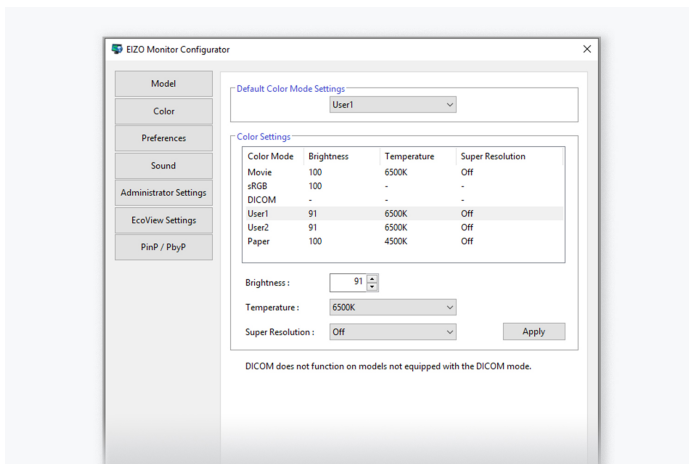 EIZO Monitor Configurator
Model
Color
Preferences
Sound
Administrator Settings
EcoView Settings
PinP / PbyP
Default Color Mode Settings
User1
Color Settings
Color Mode Brightness Temperature Super Resolution
Movie 100 6500K Off
sRGB 100 - -
DICOM - - -
User1 91 6500K Off
User2 91 6500K Off
Paper 100 4500K Off
Brightness : 91
Temperature : 6500K
Super Resolution : Off Apply
DICOM does not function on models not equipped with the DICOM mode.